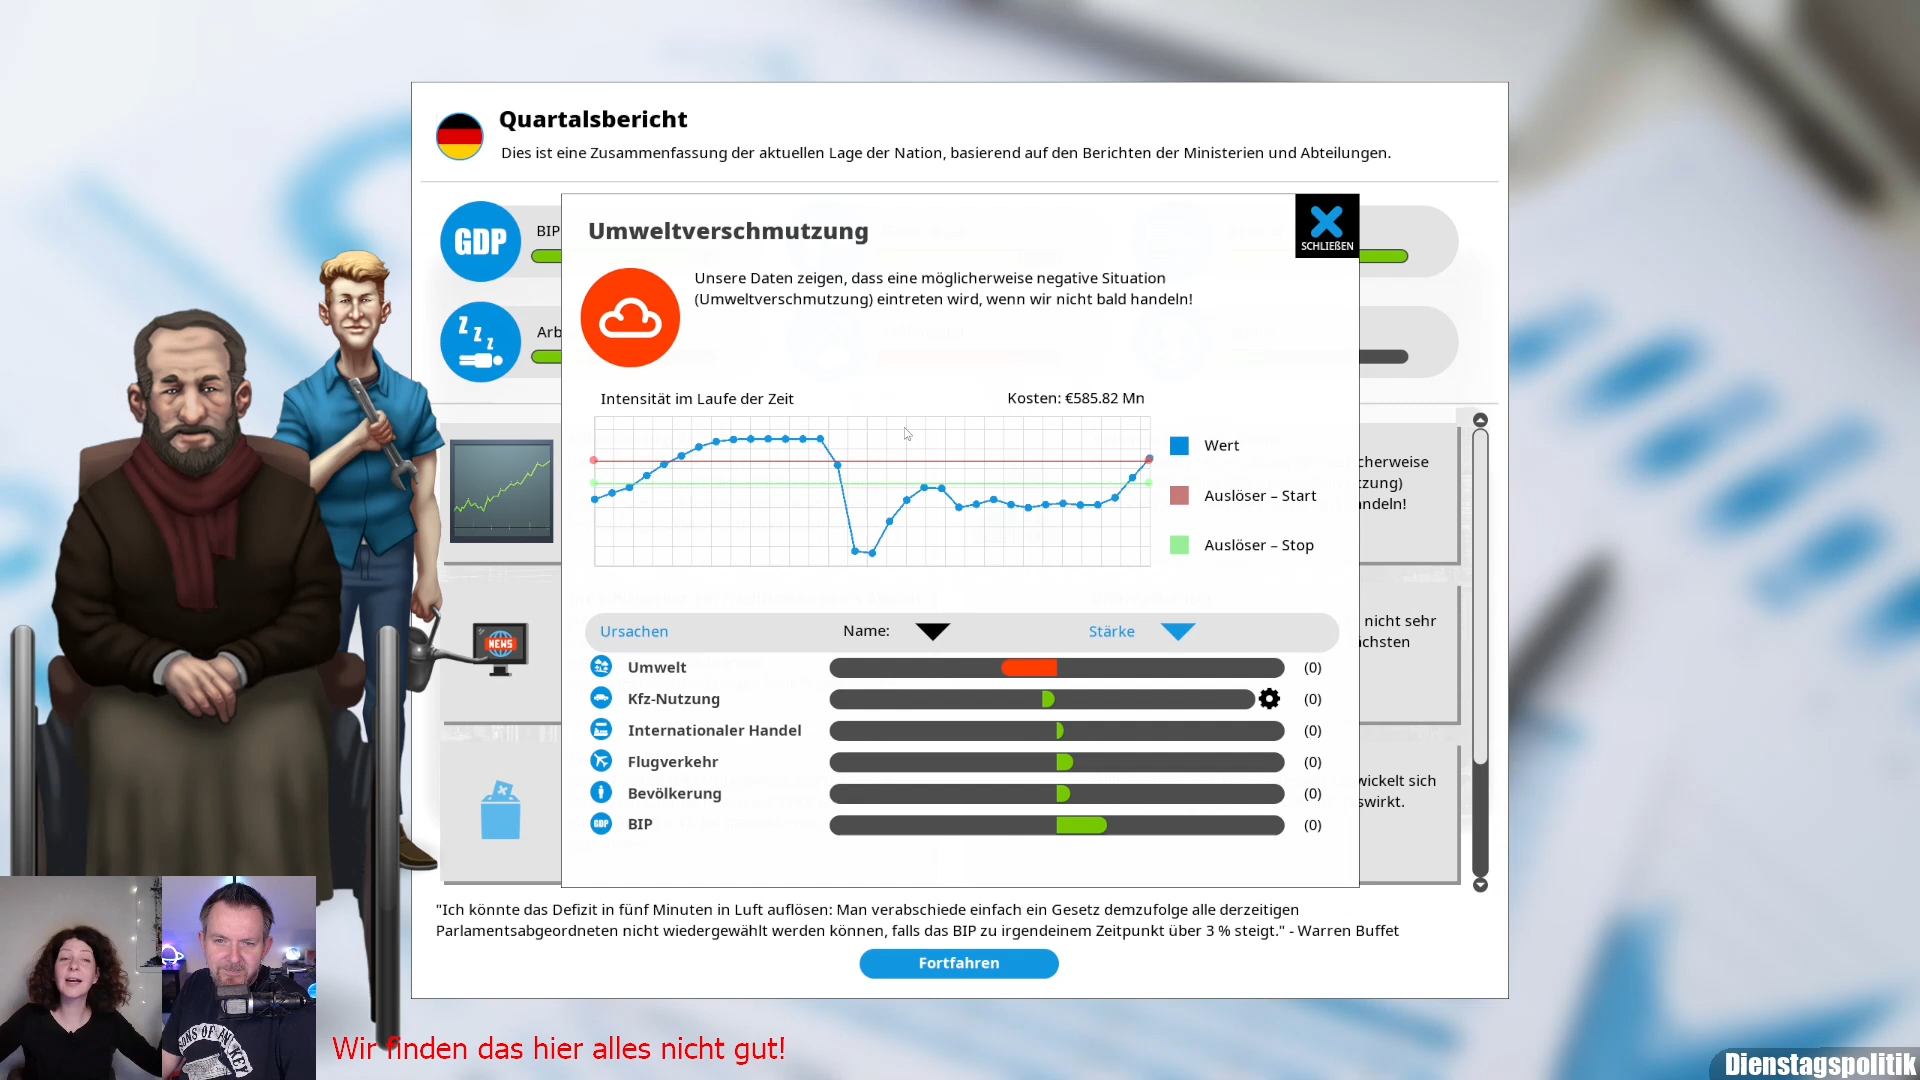 Quartalsbericht
Dies ist eine Zusammenfassung der aktuellen Lage der Nation, basierend auf den Berichten der Ministerien und Abteilungen.
GDP
BIP
Z Z Z
Arb
Umweltverschmutzung
SCHLIEßEN
Unsere Daten zeigen, dass eine möglicherweise negative Situation
(Umweltverschmutzung) eintreten wird, wenn wir nicht bald handeln!
Intensität im Laufe der Zeit
Kosten: €585.82 Mn
Wert
Auslöser – Start
Auslöser – Stop
cherweise
zung)
andeln!
nicht sehr
ächsten
wickelt sich
swirkt.
NEWS
Ursachen Name: Stärke
Umwelt (0)
Kfz-Nutzung (0)
Internationaler Handel (0)
Flugverkehr (0)
Bevölkerung (0)
GDP BIP (0)
"Ich könnte das Defizit in fünf Minuten in Luft auflösen: Man verabschiede einfach ein Gesetz demzufolge alle derzeitigen
Parlamentsabgeordneten nicht wiedergewählt werden können, falls das BIP zu irgendeinem Zeitpunkt über 3 % steigt." - Warren Buffet
Fortfahren
Wir finden das hier alles nicht gut!
Dienstagspolitik